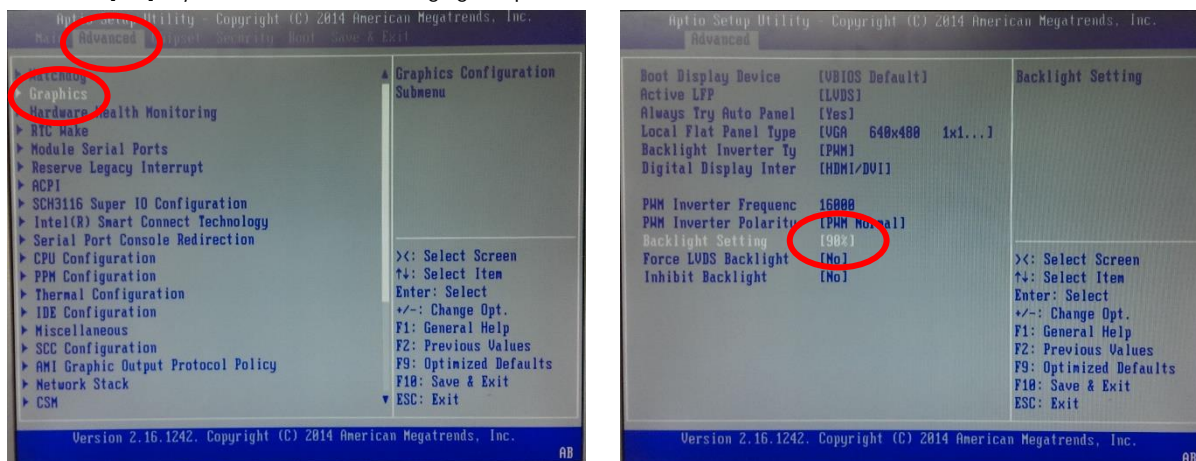 Aptio Setup Utility - Copyright (C) 2014 American Megatrends, Inc.
Advanced Security Boot Save & Exit
Watchdog
Graphics
Hardware Health Monitoring
RTC Wake
Module Serial Ports
Reserve Legacy Interrupt
ACPI
SCH3116 Super IO Configuration
Intel(R) Smart Connect Technology
Serial Port Console Redirection
CPU Configuration
PPM Configuration
Thermal Configuration
IDE Configuration
Miscellaneous
SCC Configuration
AMI Graphic Output Protocol Policy
Network Stack
CSM
Graphics Configuration
Submenu
><: Select Screen
↑↓: Select Item
Enter: Select
+/-: Change Opt.
F1: General Help
F2: Previous Values
F9: Optimized Defaults
F10: Save & Exit
ESC: Exit
Version 2.16.1242. Copyright (C) 2014 American Megatrends, Inc.
AB
Aptio Setup Utility - Copyright (C) 2014 American Megatrends, Inc.
Advanced
Boot Display Device [VBIOS Default]
Active LFP [LVDS]
Always Try Auto Panel [Yes]
Local Flat Panel Type [VGA 640x480 1x1...]
Backlight Inverter Ty [PWM]
Digital Display Inter [HDMI/DVI]
PWM Inverter Frequenc 16000
PWM Inverter Polarity [PWM Normal]
Backlight Setting [90%]
Force LVDS Backlight [No]
Inhibit Backlight [No]
Backlight Setting
><: Select Screen
↑↓: Select Item
Enter: Select
+/-: Change Opt.
F1: General Help
F2: Previous Values
F9: Optimized Defaults
F10: Save & Exit
ESC: Exit
Version 2.16.1242. Copyright (C) 2014 American Megatrends, Inc.
AB